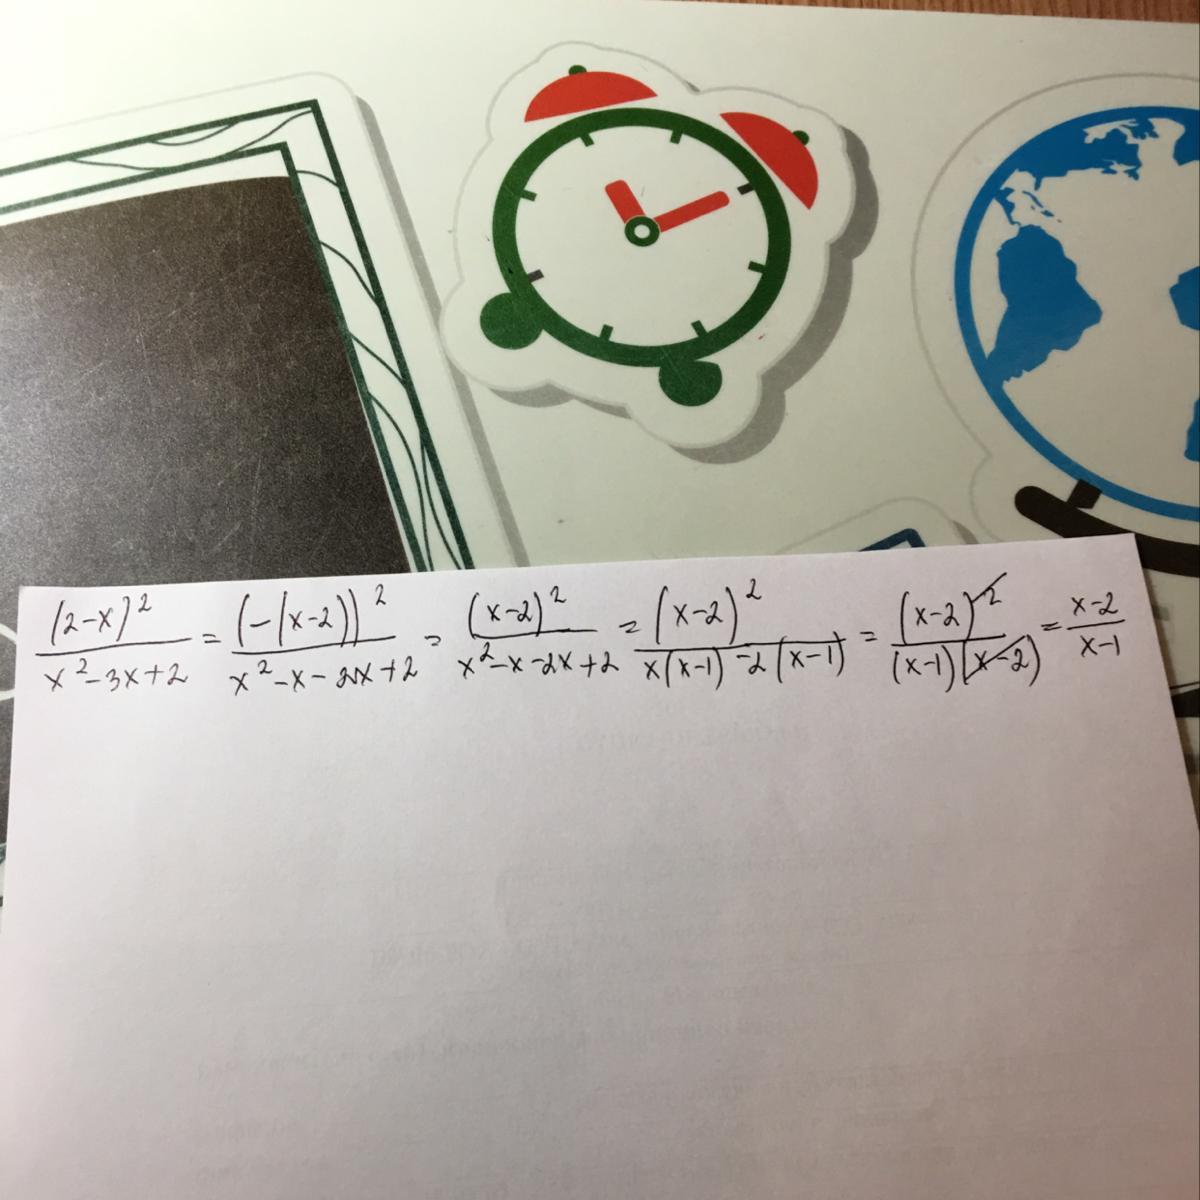 (2-x)²/(x²-3x+2) = (-(x-2))²/(x²-x-2x+2) = (x-2)²/(x²-x-2x+2) = (x-2)²/(x(x-1)-2(x-1)) = (x-2)²/((x-1)(x-2)) = (x-2)/(x-1)